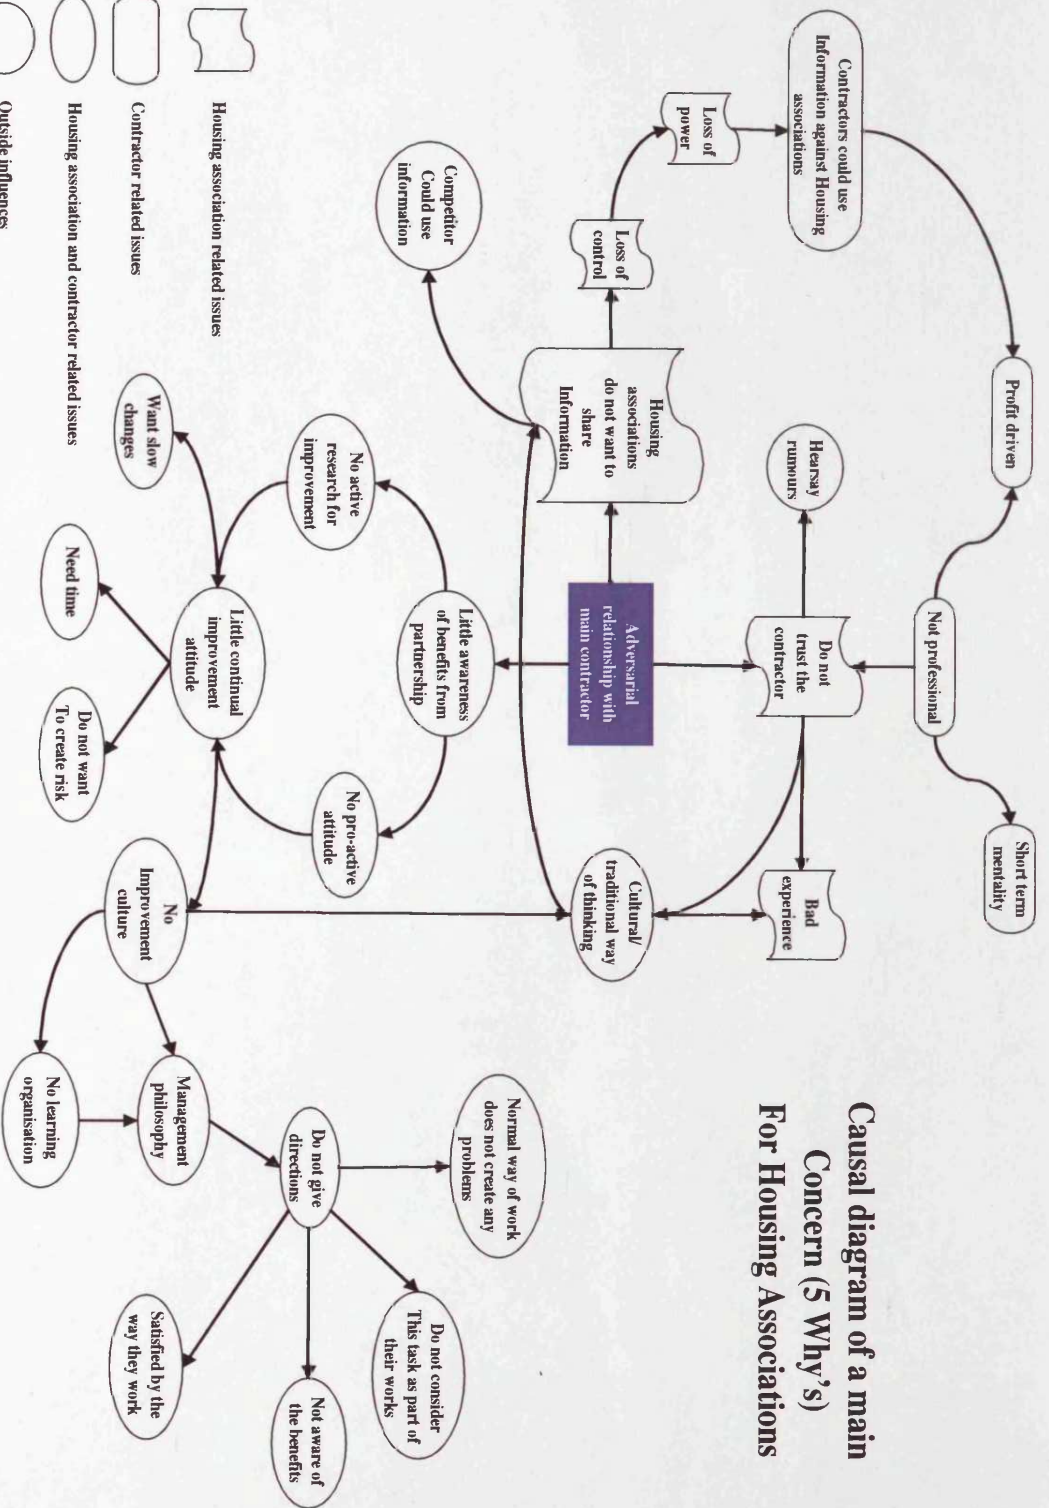 Short term
mentality
Profit driven
Not professional
Causal diagram of a main
Concern (5 Why's)
For Housing Associations
Contractors could use
Information against Housing
associations
Hearsay
rumours
Do not
trust the
contractor
Bad
experience
Loss of
power
Loss of
control
Housing
associations
do not want to
share
Information
Adversarial
relationship with
main contractor
Cultural/
traditional way
of thinking
Competitor
Could use
information
Little awareness
of benefits from
partnership
Normal way of work
does not create any
problems
No active
research for
improvement
No pro-active
attitude
Do not consider
This task as part of
their works
Do not give
directions
Not aware of
the benefits
Little continual
improvement
attitude
Want slow
changes
Need time
Do not want
To create risk
No
Improvement
culture
Management
philosophy
Satisfied by the
way they work
No learning
organisation
Housing association related issues
Contractor related issues
Housing association and contractor related issues
Outside influences